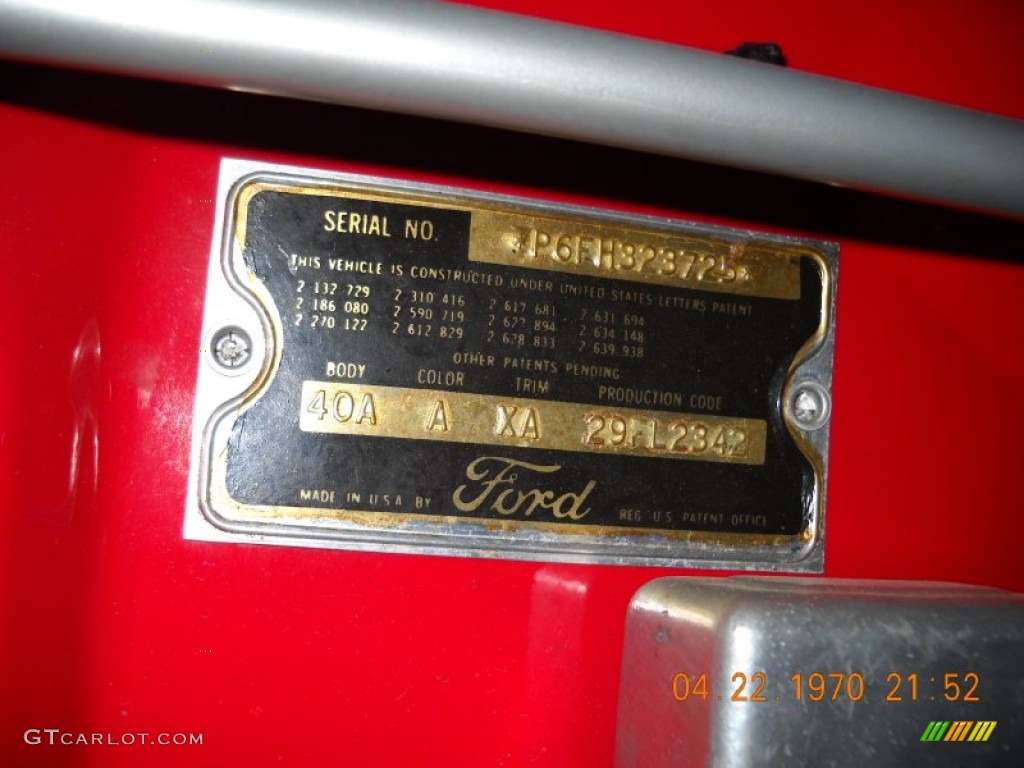 SERIAL NO. *P6FH323725*
THIS VEHICLE IS CONSTRUCTED UNDER UNITED STATES LETTERS PATENT
2 132 729 2 310 416 2 617 681 2 631 694
2 186 080 2 590 719 2 627 894 2 634 148
2 270 122 2 612 829 2 628 833 2 639 938
OTHER PATENTS PENDING
BODY COLOR TRIM PRODUCTION CODE
40A A XA 29FL2342
MADE IN U.S.A. BY Ford REG. U.S. PATENT OFFICE
04.22.1970 21:52
GTCARLOT.COM